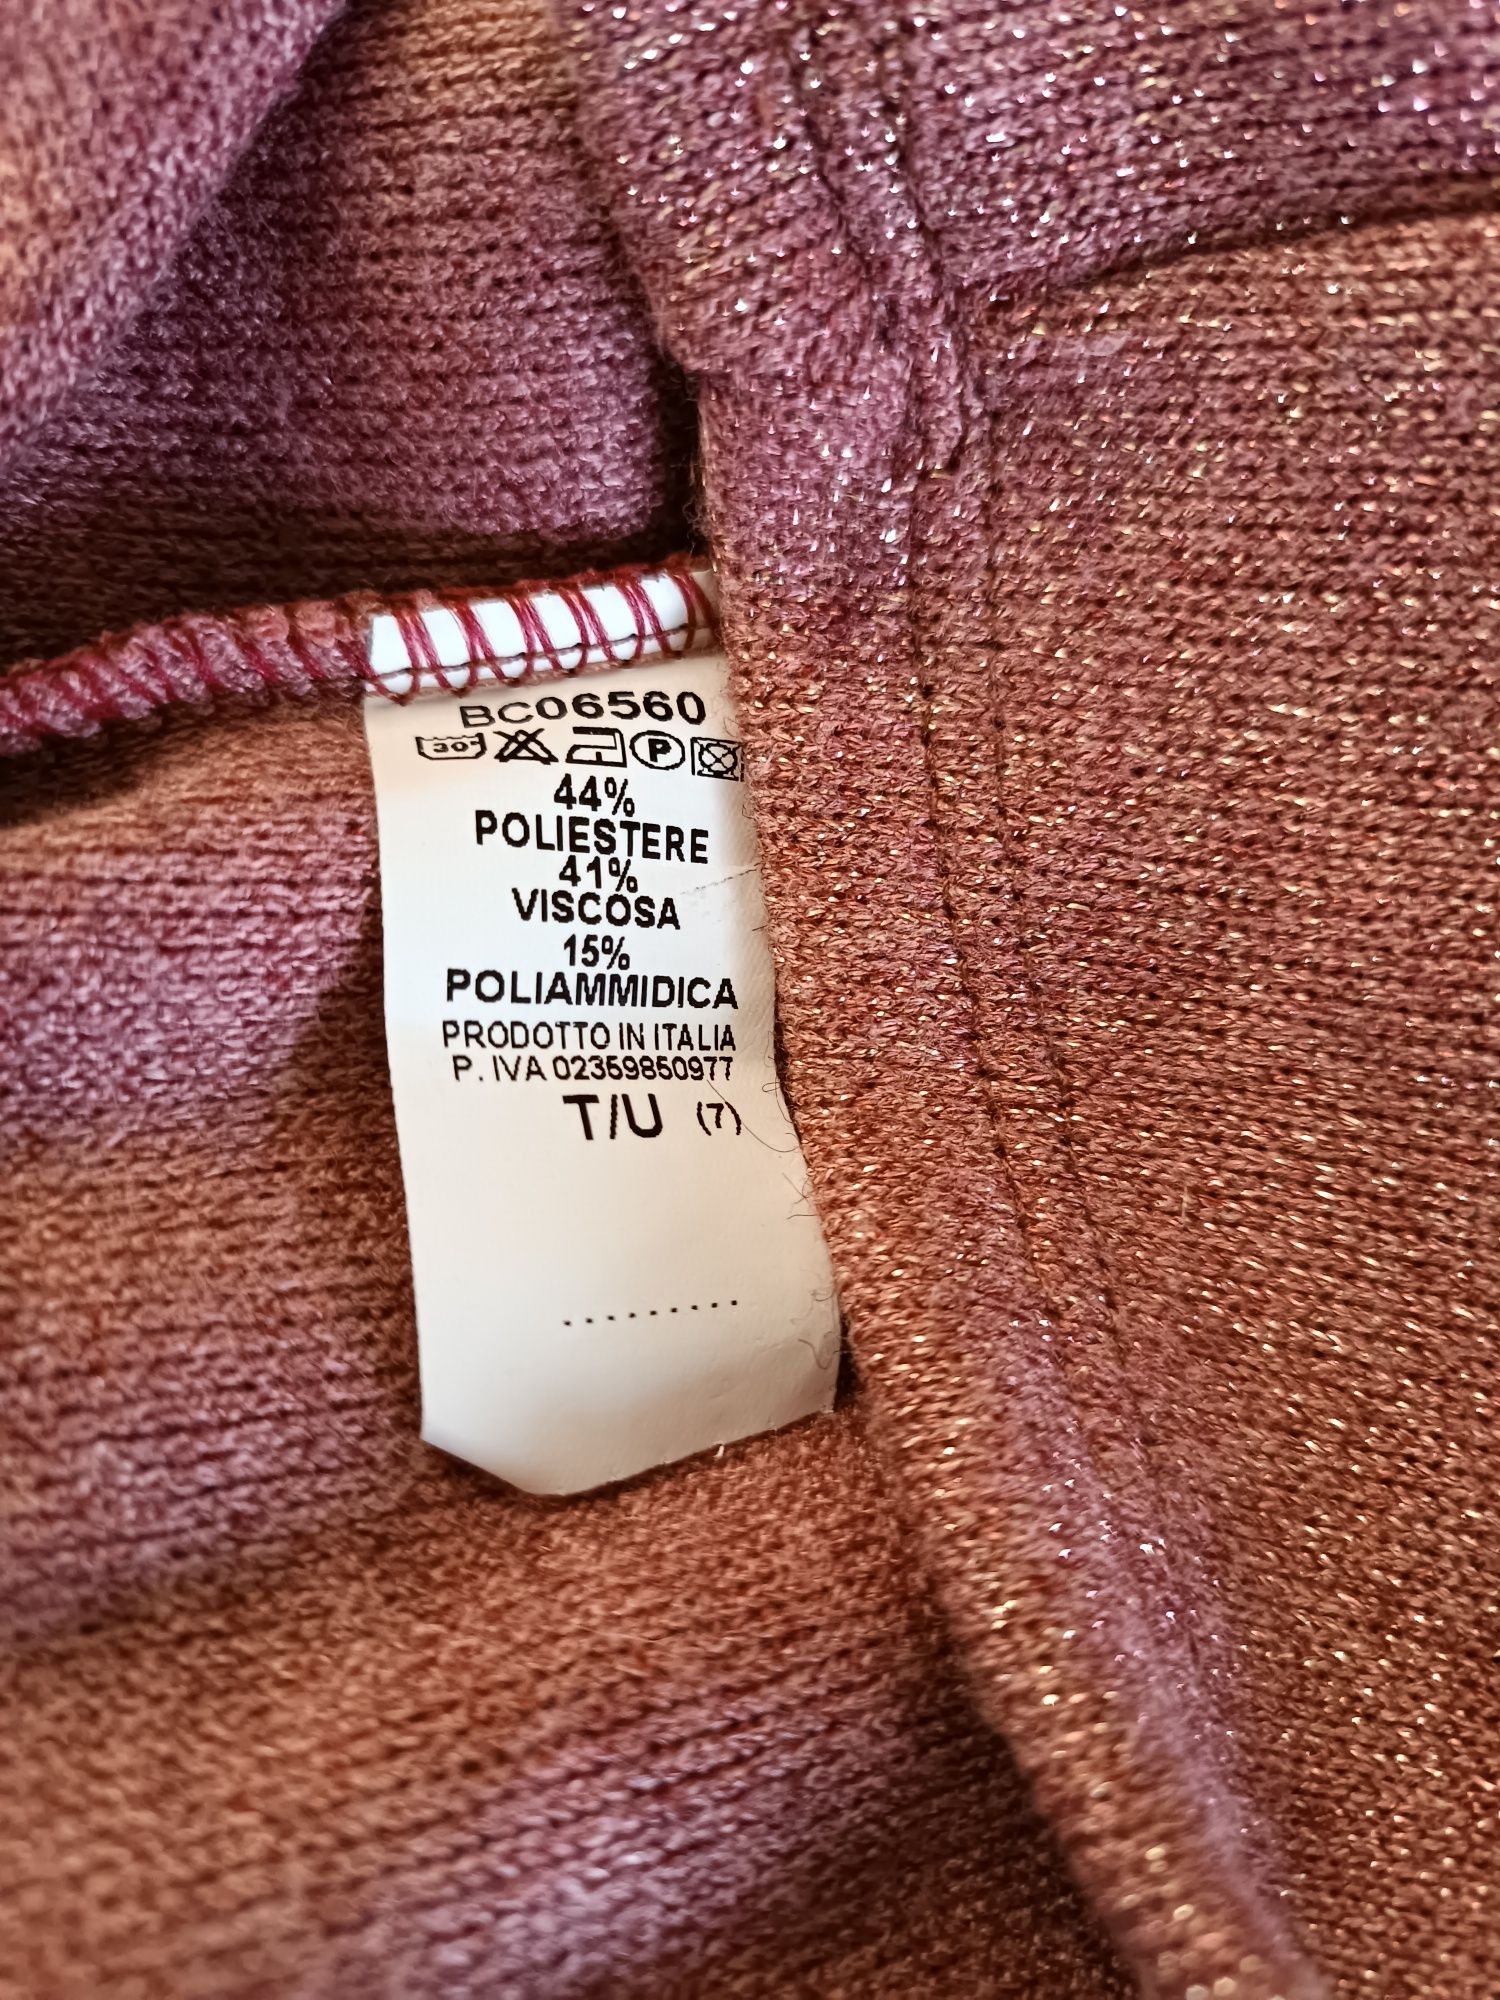 BC06560
30°
P
44%
POLIESTERE
41%
VISCOSA
15%
POLIAMMIDICA
PRODOTTO IN ITALIA
P. IVA 02359850977
T/U (7)
.........